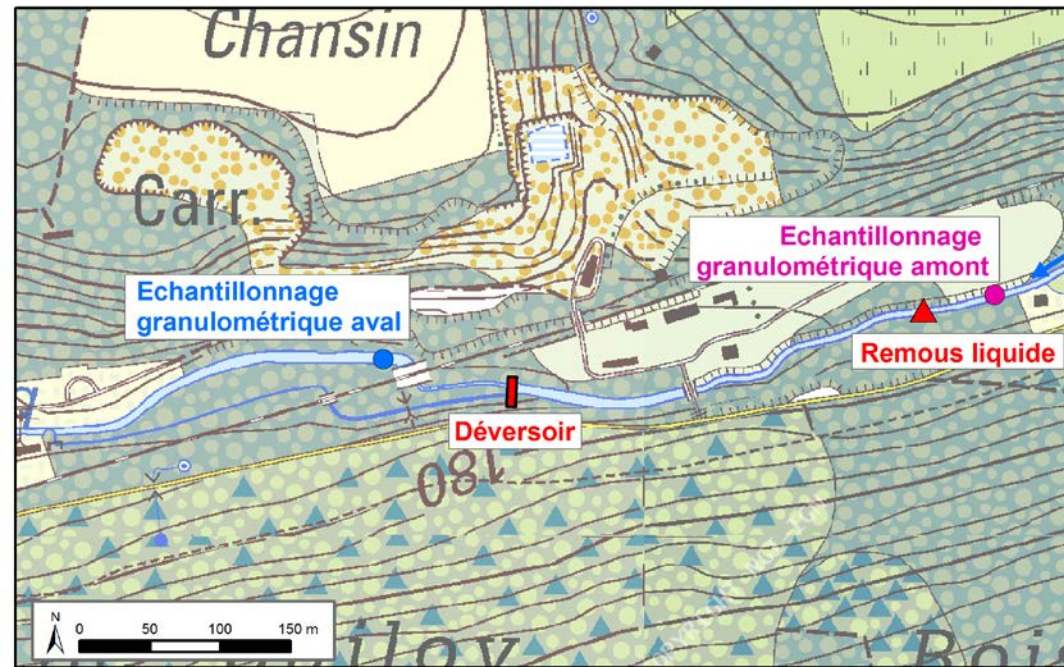 Chansin
Carr.
Echantillonnage
granulométrique amont
Echantillonnage
granulométrique aval
Remous liquide
Déversoir
180
N
0 50 100 150 m